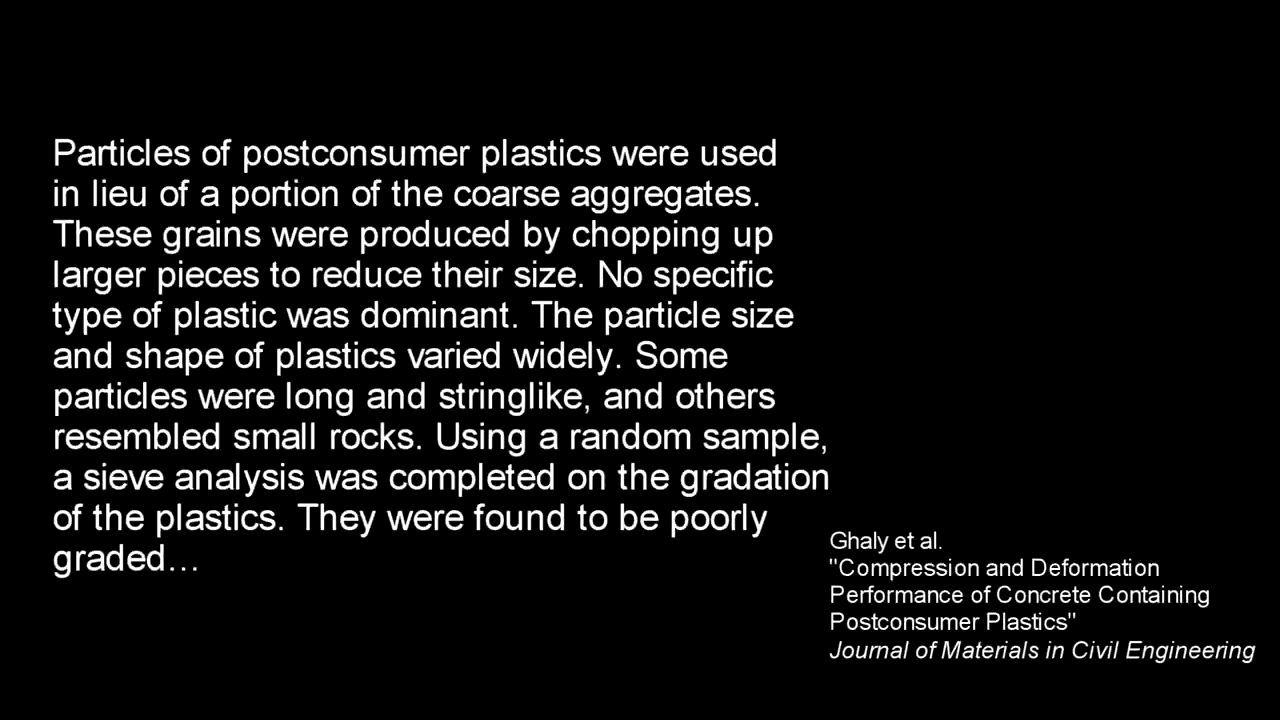 Particles of postconsumer plastics were used
in lieu of a portion of the coarse aggregates.
These grains were produced by chopping up
larger pieces to reduce their size. No specific
type of plastic was dominant. The particle size
and shape of plastics varied widely. Some
particles were long and stringlike, and others
resembled small rocks. Using a random sample,
a sieve analysis was completed on the gradation
of the plastics. They were found to be poorly
graded…
Ghaly et al.
"Compression and Deformation
Performance of Concrete Containing
Postconsumer Plastics"
Journal of Materials in Civil Engineering